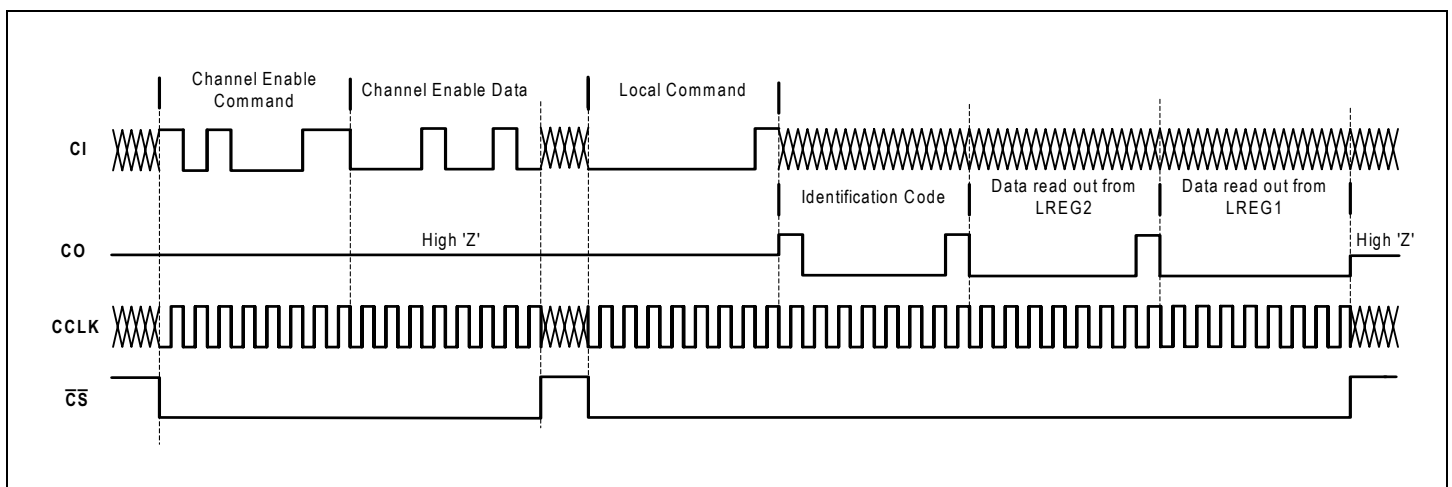 Channel Enable
Command
Channel Enable Data
Local Command
CI
Identification Code
Data read out from
LREG2
Data read out from
LREG1
High 'Z'
High 'Z'
CO
CCLK
CS